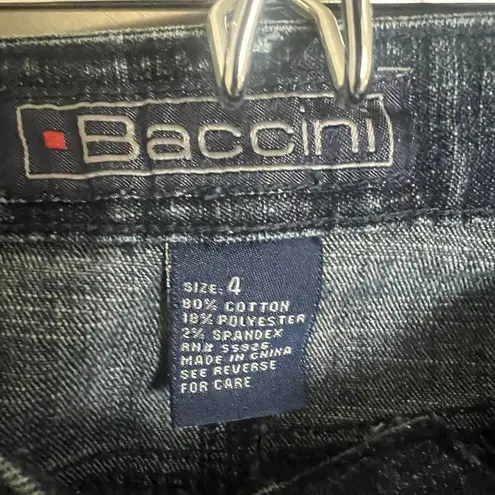 Baccini
SIZE: 4
80% COTTON
18% POLYESTER
2% SPANDEX
RN# 55926
MADE IN CHINA
SEE REVERSE
FOR CARE